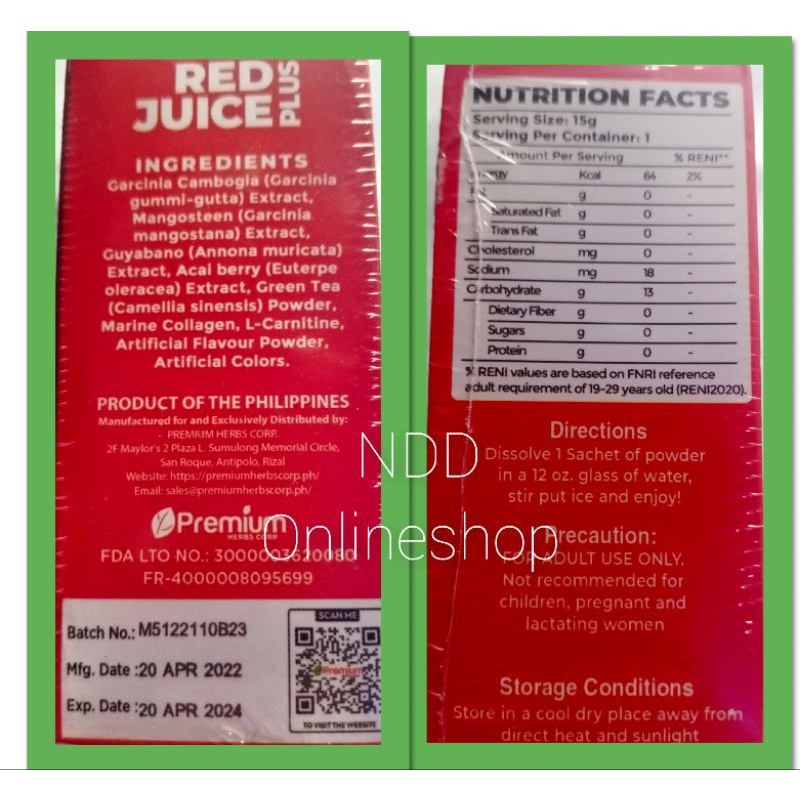 RED
JUICE
PLUS
INGREDIENTS
Garcinia Cambogia (Garcinia
gummi-gutta) Extract,
Mangosteen (Garcinia
mangostana) Extract,
Guyabano (Annona muricata)
Extract, Acai berry (Euterpe
oleracea) Extract, Green Tea
(Camellia sinensis) Powder,
Marine Collagen, L-Carnitine,
Artificial Flavour Powder,
Artificial Colors.
PRODUCT OF THE PHILIPPINES
Manufactured for and Exclusively Distributed by:
PREMIUM HERBS CORP.
2F Maylor's 2 Plaza L. Sumulong Memorial Circle,
San Roque, Antipolo, Rizal
Website: https://premiumherbscorp.ph/
Email: sales@premiumherbscorp.ph/
Premium
HERBS CORP
FDA LTO NO.: 3000003620080
FR-4000008095699
Batch No.: M5122110B23
Mfg. Date :20 APR 2022
Exp. Date :20 APR 2024
SCAN ME
Premium
TO VISIT THE WEBSITE
NUTRITION FACTS
Serving Size: 15g
Serving Per Container: 1
Amount Per Serving % RENI**
Energy Kcal 64 2%
g 0 -
Saturated Fat g 0 -
Trans Fat g 0 -
Cholesterol mg 0 -
Sodium mg 18 -
Carbohydrate g 13 -
Dietary Fiber g 0 -
Sugars g 0 -
Protein g 0 -
% RENI values are based on FNRI reference
adult requirement of 19-29 years old (RENI2020).
Directions
Dissolve 1 Sachet of powder
in a 12 oz. glass of water,
stir put ice and enjoy!
Precaution:
FOR ADULT USE ONLY.
Not recommended for
children, pregnant and
lactating women
Storage Conditions
Store in a cool dry place away from
direct heat and sunlight
NDD
Onlineshop